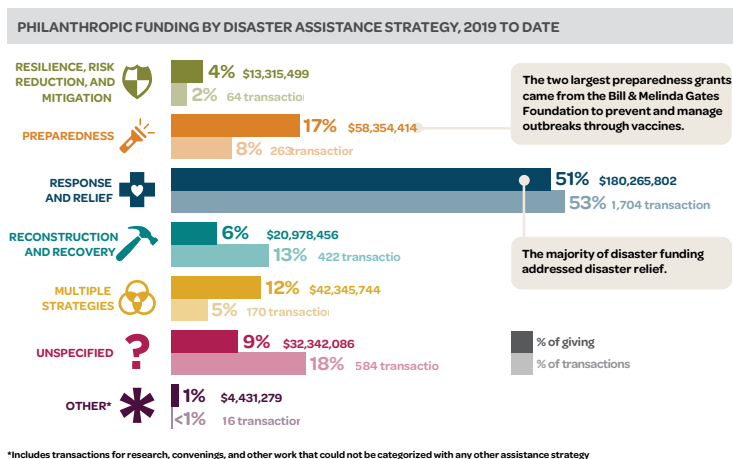 PHILANTHROPIC FUNDING BY DISASTER ASSISTANCE STRATEGY, 2019 TO DATE
RESILIENCE, RISK
REDUCTION, AND
MITIGATION
4% $13,315,499
2% 64 transaction
The two largest preparedness grants
came from the Bill & Melinda Gates
Foundation to prevent and manage
outbreaks through vaccines.
PREPAREDNESS
17% $58,354,414
8% 263transaction
RESPONSE
AND RELIEF
51% $180,265,802
53% 1,704 transaction
RECONSTRUCTION
AND RECOVERY
6% $20,978,456
13% 422 transactio
The majority of disaster funding
addressed disaster relief.
MULTIPLE
STRATEGIES
12% $42,345,744
5% 170 transaction
UNSPECIFIED
?
9% $32,342,086
18% 584 transactio
% of giving
% of transactions
OTHER*
1% $4,431,279
<1% 16 transaction
*Includes transactions for research, convenings, and other work that could not be categorized with any other assistance strategy